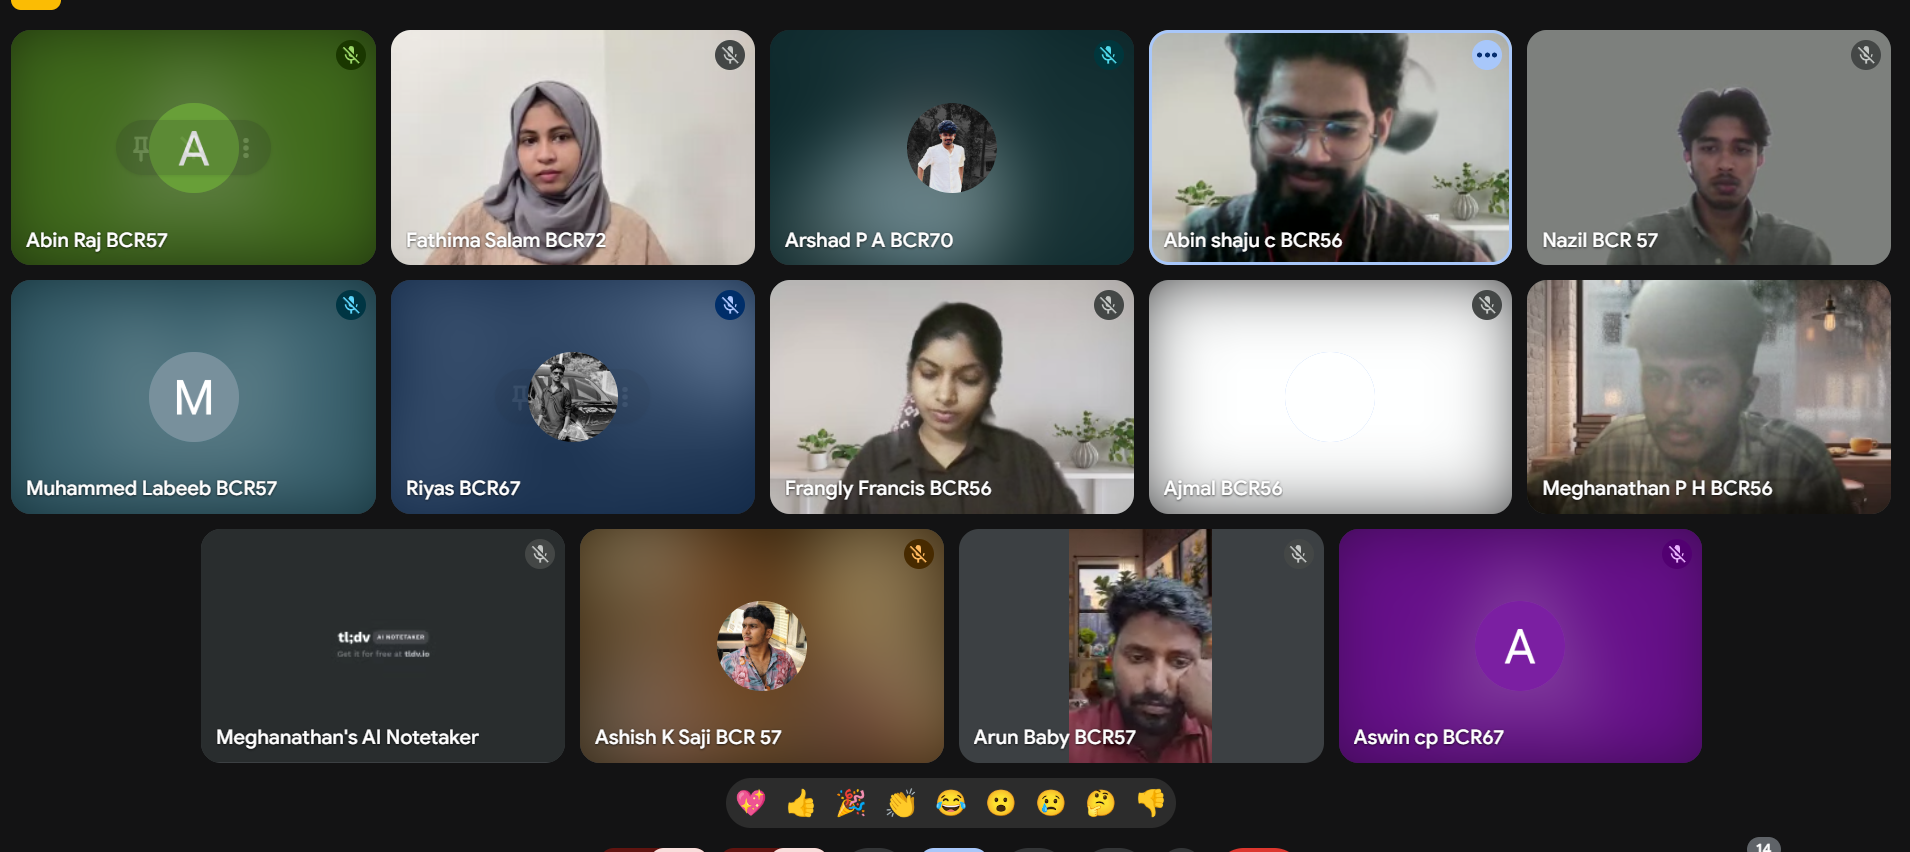 A
Abin Raj BCR57
Fathima Salam BCR72
Arshad P A BCR70
Abin shaju c BCR56
Nazil BCR 57
M
Muhammed Labeeb BCR57
Riyas BCR67
Frangly Francis BCR56
Ajmal BCR56
Meghanathan P H BCR56
tl;dv AI NOTETAKER
Get it for free at tldv.io
Meghanathan's AI Notetaker
Ashish K Saji BCR 57
Arun Baby BCR57
A
Aswin cp BCR67
14